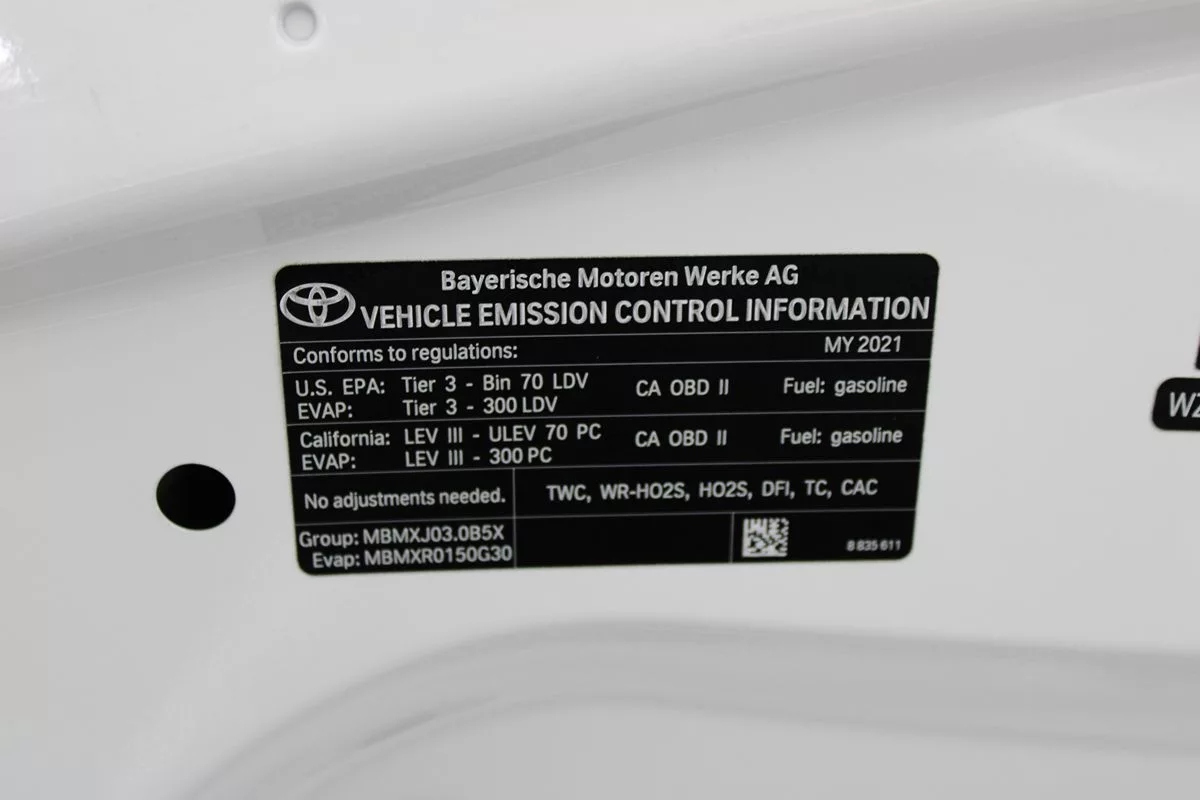 Bayerische Motoren Werke AG
VEHICLE EMISSION CONTROL INFORMATION
Conforms to regulations: MY 2021
U.S. EPA: Tier 3 - Bin 70 LDV CA OBD II Fuel: gasoline
EVAP: Tier 3 - 300 LDV
California: LEV III - ULEV 70 PC CA OBD II Fuel: gasoline
EVAP: LEV III - 300 PC
No adjustments needed. TWC, WR-HO2S, HO2S, DFI, TC, CAC
Group: MBMXJ03.0B5X
Evap: MBMXR0150G30
8 835 611